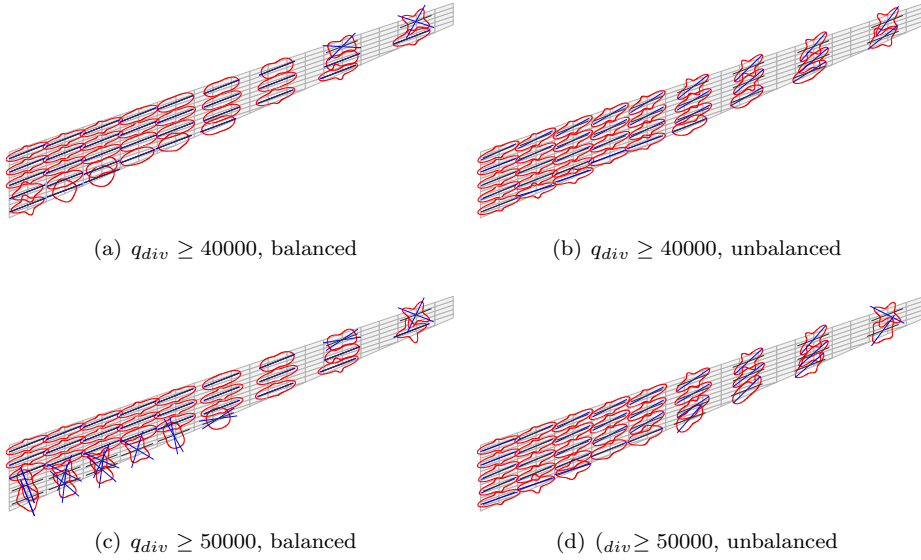 (a) q_{div} ≥ 40000, balanced
(b) q_{div} ≥ 40000, unbalanced
(c) q_{div} ≥ 50000, balanced
(d) (_{div} ≥ 50000, unbalanced